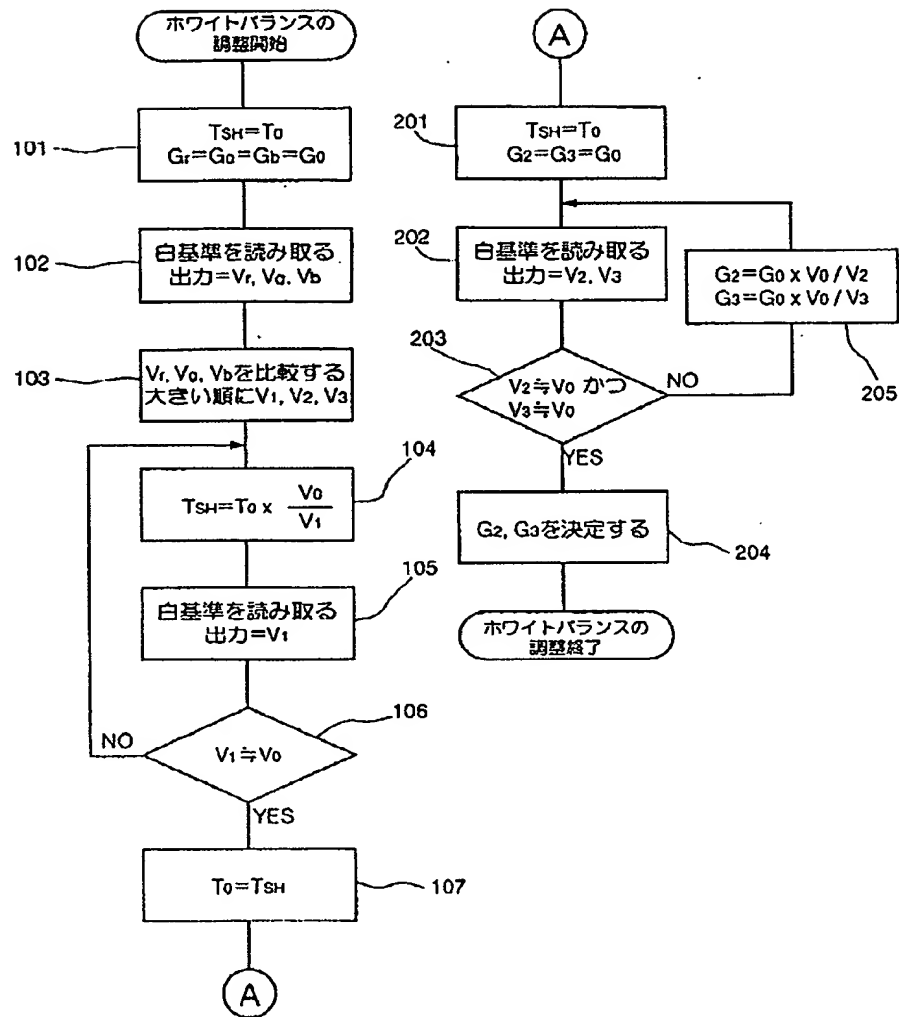 ホワイトバランスの
調整開始
101
TSH=T0
Gr=Gg=Gb=G0
102
白基準を読み取る
出力=Vr, Vg, Vb
103
Vr, Vg, Vbを比較する
大きい順にV1, V2, V3
104
TSH=T0 x V0/V1
105
白基準を読み取る
出力=V1
106
V1≒V0
NO
YES
T0=TSH
107
A
A
201
TSH=T0
G2=G3=G0
202
白基準を読み取る
出力=V2, V3
203
V2≒V0 かつ
V3≒V0
NO
G2=G0 x V0 / V2
G3=G0 x V0 / V3
205
YES
G2, G3を決定する
204
ホワイトバランスの
調整終了